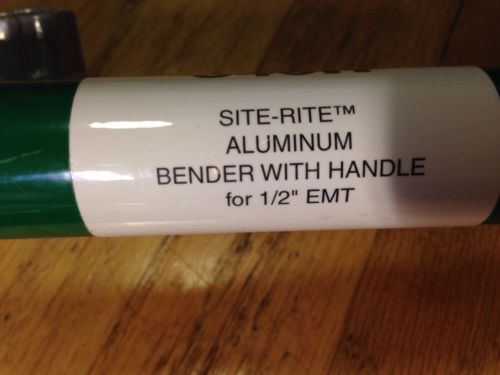 SITE-RITE™
ALUMINUM
BENDER WITH HANDLE
for 1/2" EMT